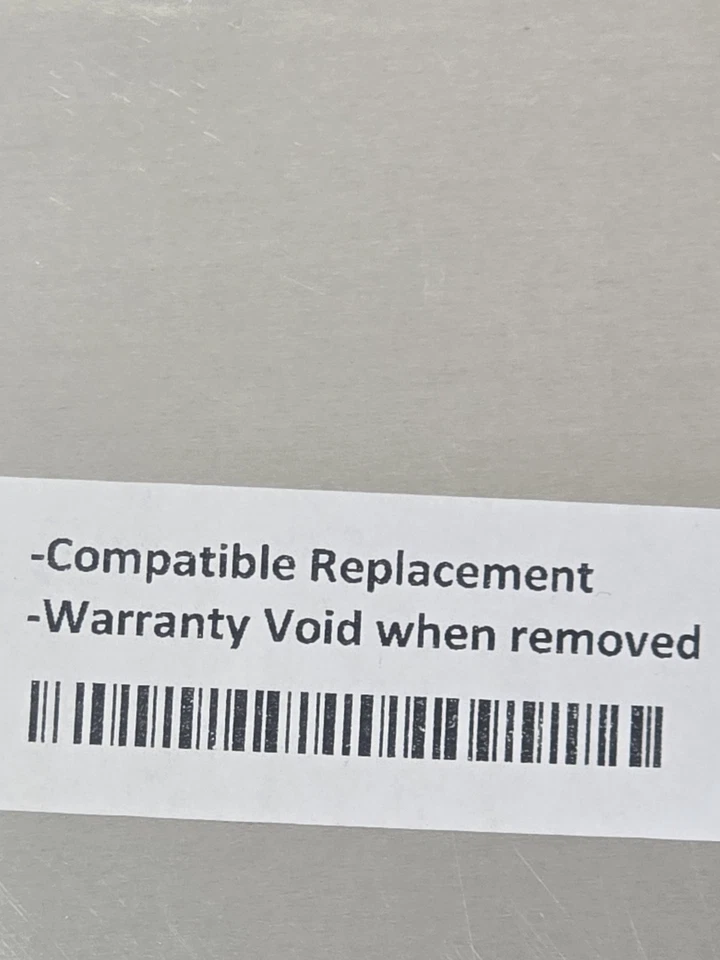 -Compatible Replacement
-Warranty Void when removed